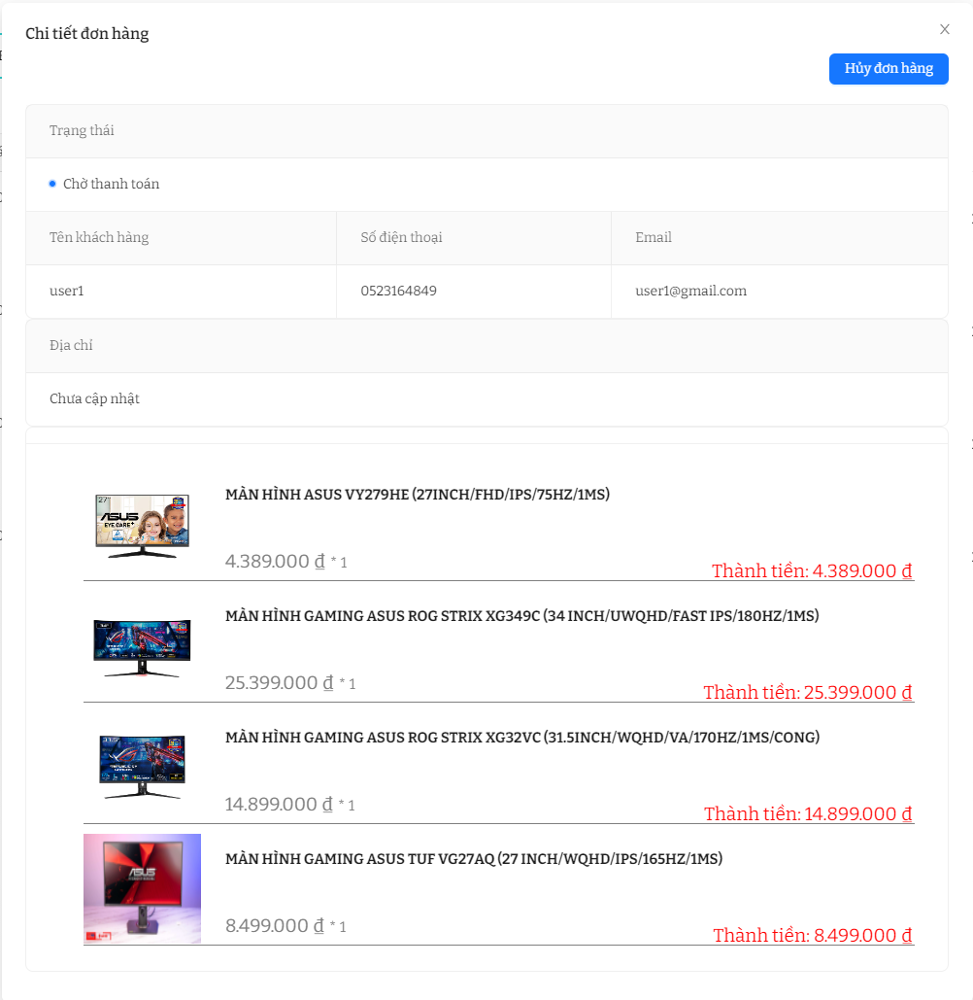 Chi tiết đơn hàng
Hủy đơn hàng
Trạng thái
Chờ thanh toán
Tên khách hàng
Số điện thoại
Email
user1
0523164849
user1@gmail.com
Địa chỉ
Chưa cập nhật
27"
ASUS
EYE CARE+
MÀN HÌNH ASUS VY279HE (27INCH/FHD/IPS/75HZ/1MS)
4.389.000 ₫ * 1
Thành tiền: 4.389.000 ₫
MÀN HÌNH GAMING ASUS ROG STRIX XG349C (34 INCH/UWQHD/FAST IPS/180HZ/1MS)
25.399.000 ₫ * 1
Thành tiền: 25.399.000 ₫
MÀN HÌNH GAMING ASUS ROG STRIX XG32VC (31.5INCH/WQHD/VA/170HZ/1MS/CONG)
14.899.000 ₫ * 1
Thành tiền: 14.899.000 ₫
ASUS
MÀN HÌNH GAMING ASUS TUF VG27AQ (27 INCH/WQHD/IPS/165HZ/1MS)
8.499.000 ₫ * 1
Thành tiền: 8.499.000 ₫